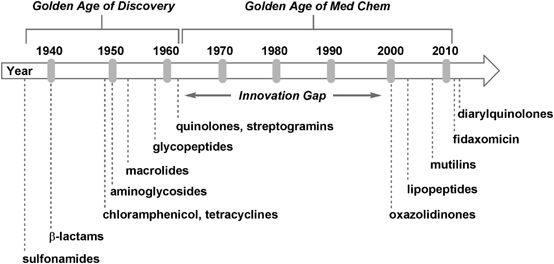 Golden Age of Discovery Golden Age of Med Chem
1940 1950 1960 1970 1980 1990 2000 2010
Year
Innovation Gap
diarylquinolones
quinolones, streptogramins
fidaxomicin
glycopeptides
mutilins
macrolides
aminoglycosides
lipopeptides
chloramphenicol, tetracyclines
oxazolidinones
β-lactams
sulfonamides